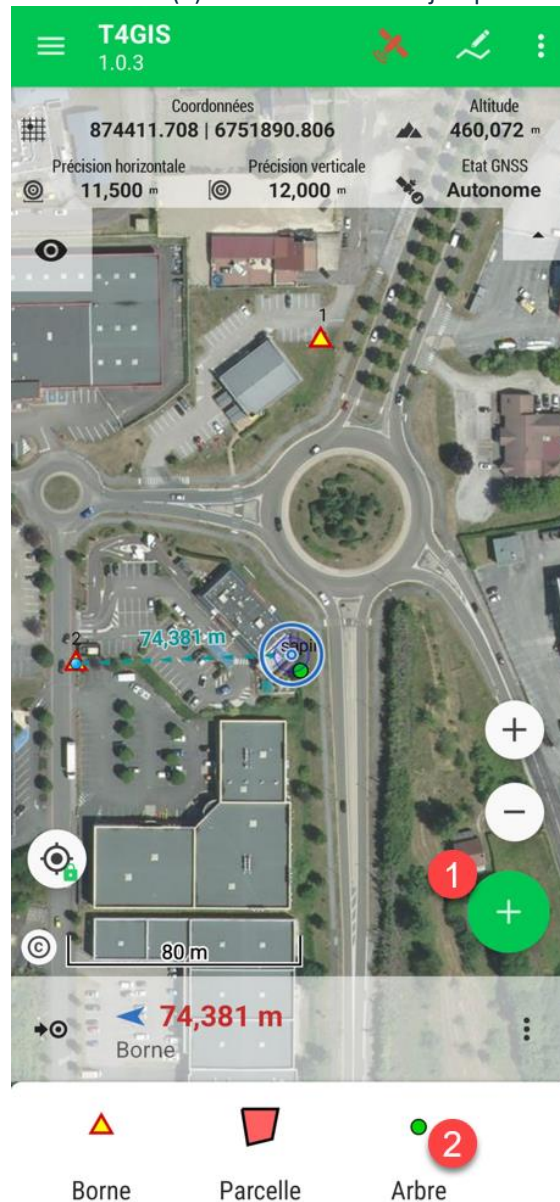 T4GIS
1.0.3
Coordonnées
874411.708 | 6751890.806
Altitude
460,072 m
Précision horizontale
11,500 m
Précision verticale
12,000 m
Etat GNSS
Autonome
1
2
74,381 m
sapi
1
80 m
74,381 m
Borne
2
Borne
Parcelle
Arbre